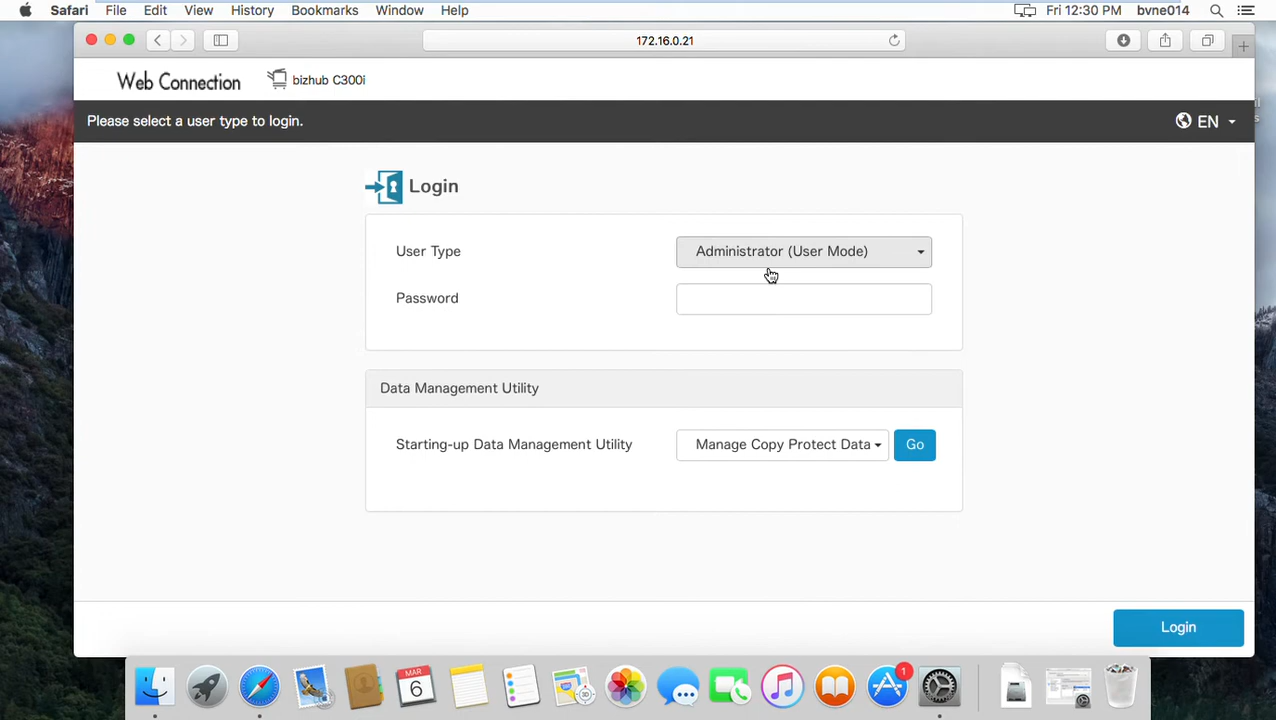 Safari File Edit View History Bookmarks Window Help Fri 12:30 PM bvne014
172.16.0.21
Web Connection bizhub C300i
Please select a user type to login. EN
Login
User Type Administrator (User Mode)
Password
Data Management Utility
Starting-up Data Management Utility Manage Copy Protect Data Go
Login
MAR
6
1